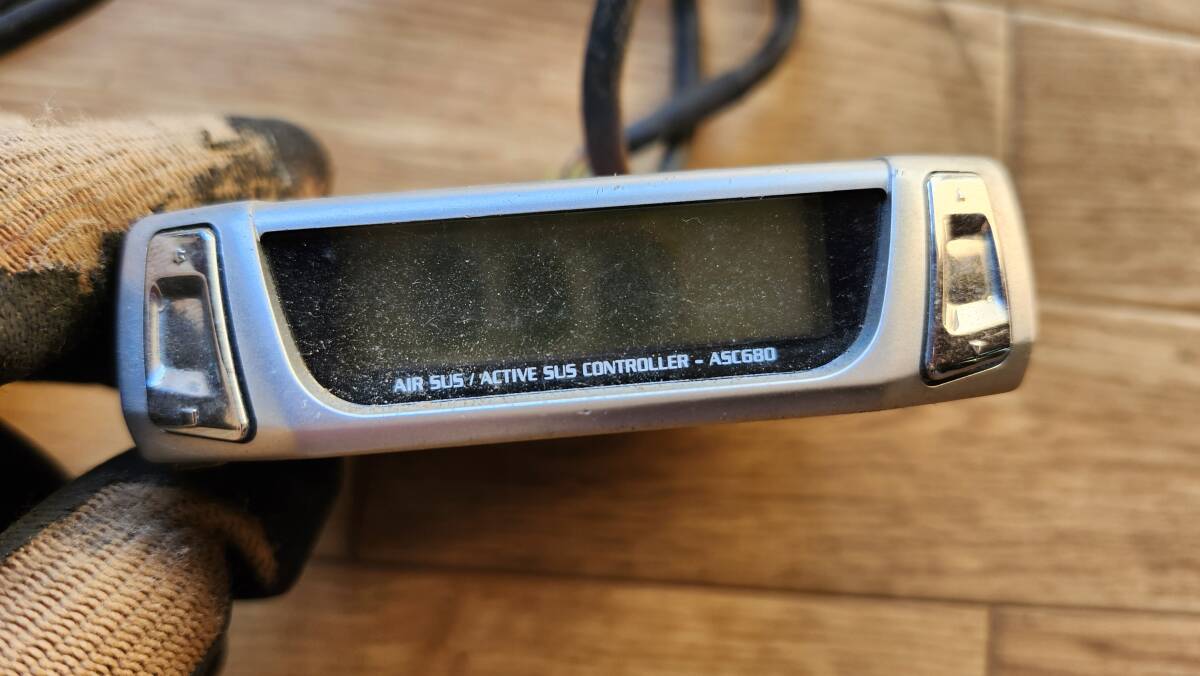 AIR SUS / ACTIVE SUS CONTROLLER - ASC680
S
L